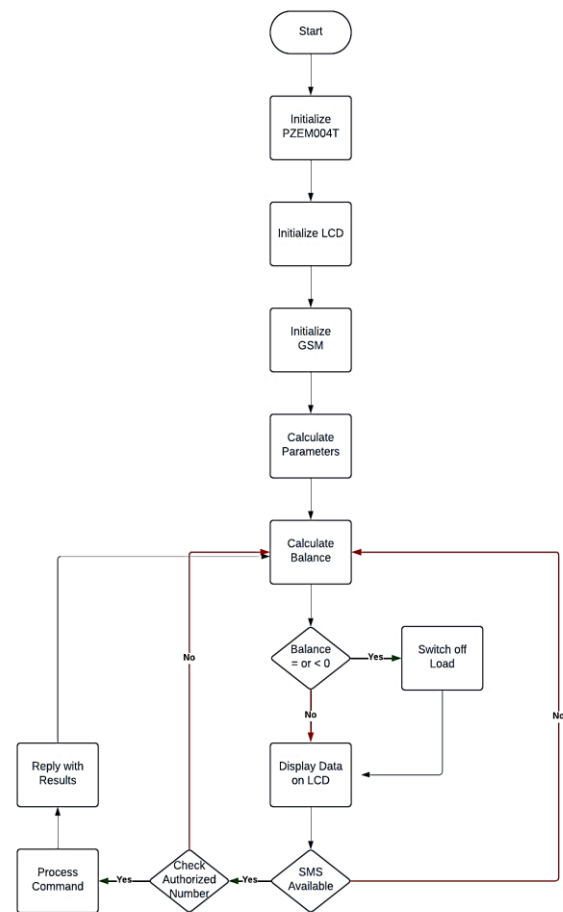 Start
Initialize
PZEM004T
Initialize LCD
Initialize
GSM
Calculate
Parameters
Calculate
Balance
Balance
= or < 0
Yes
Switch off
Load
No
No
No
Display Data
on LCD
Reply with
Results
SMS
Available
Yes
Check
Authorized
Number
Yes
Process
Command